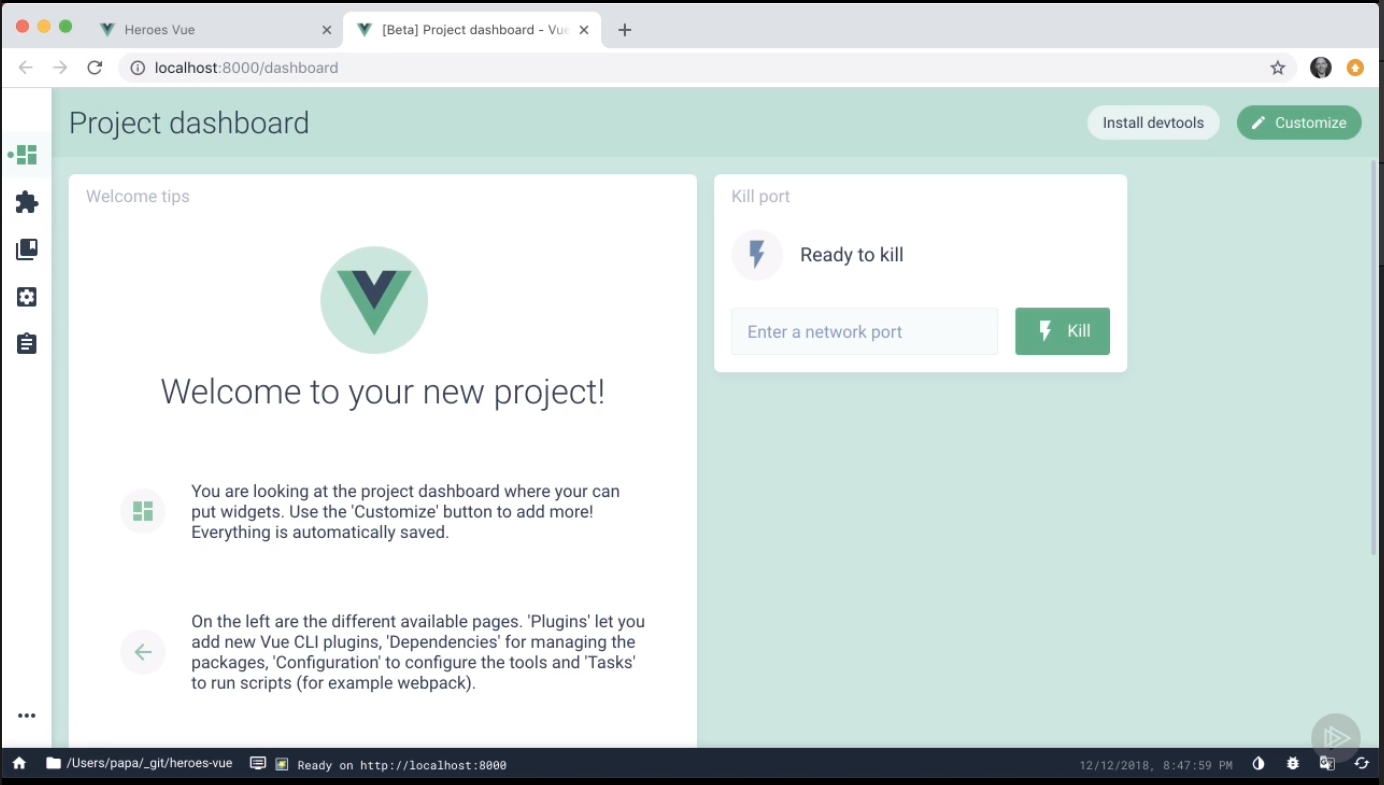 Heroes Vue
[Beta] Project dashboard - Vue
localhost:8000/dashboard
Project dashboard
Install devtools
Customize
Welcome tips
Welcome to your new project!
You are looking at the project dashboard where your can
put widgets. Use the 'Customize' button to add more!
Everything is automatically saved.
On the left are the different available pages. 'Plugins' let you
add new Vue CLI plugins, 'Dependencies' for managing the
packages, 'Configuration' to configure the tools and 'Tasks'
to run scripts (for example webpack).
Kill port
Ready to kill
Enter a network port
Kill
/Users/papa/_git/heroes-vue
Ready on http://localhost:8000
12/12/2018, 8:47:59 PM